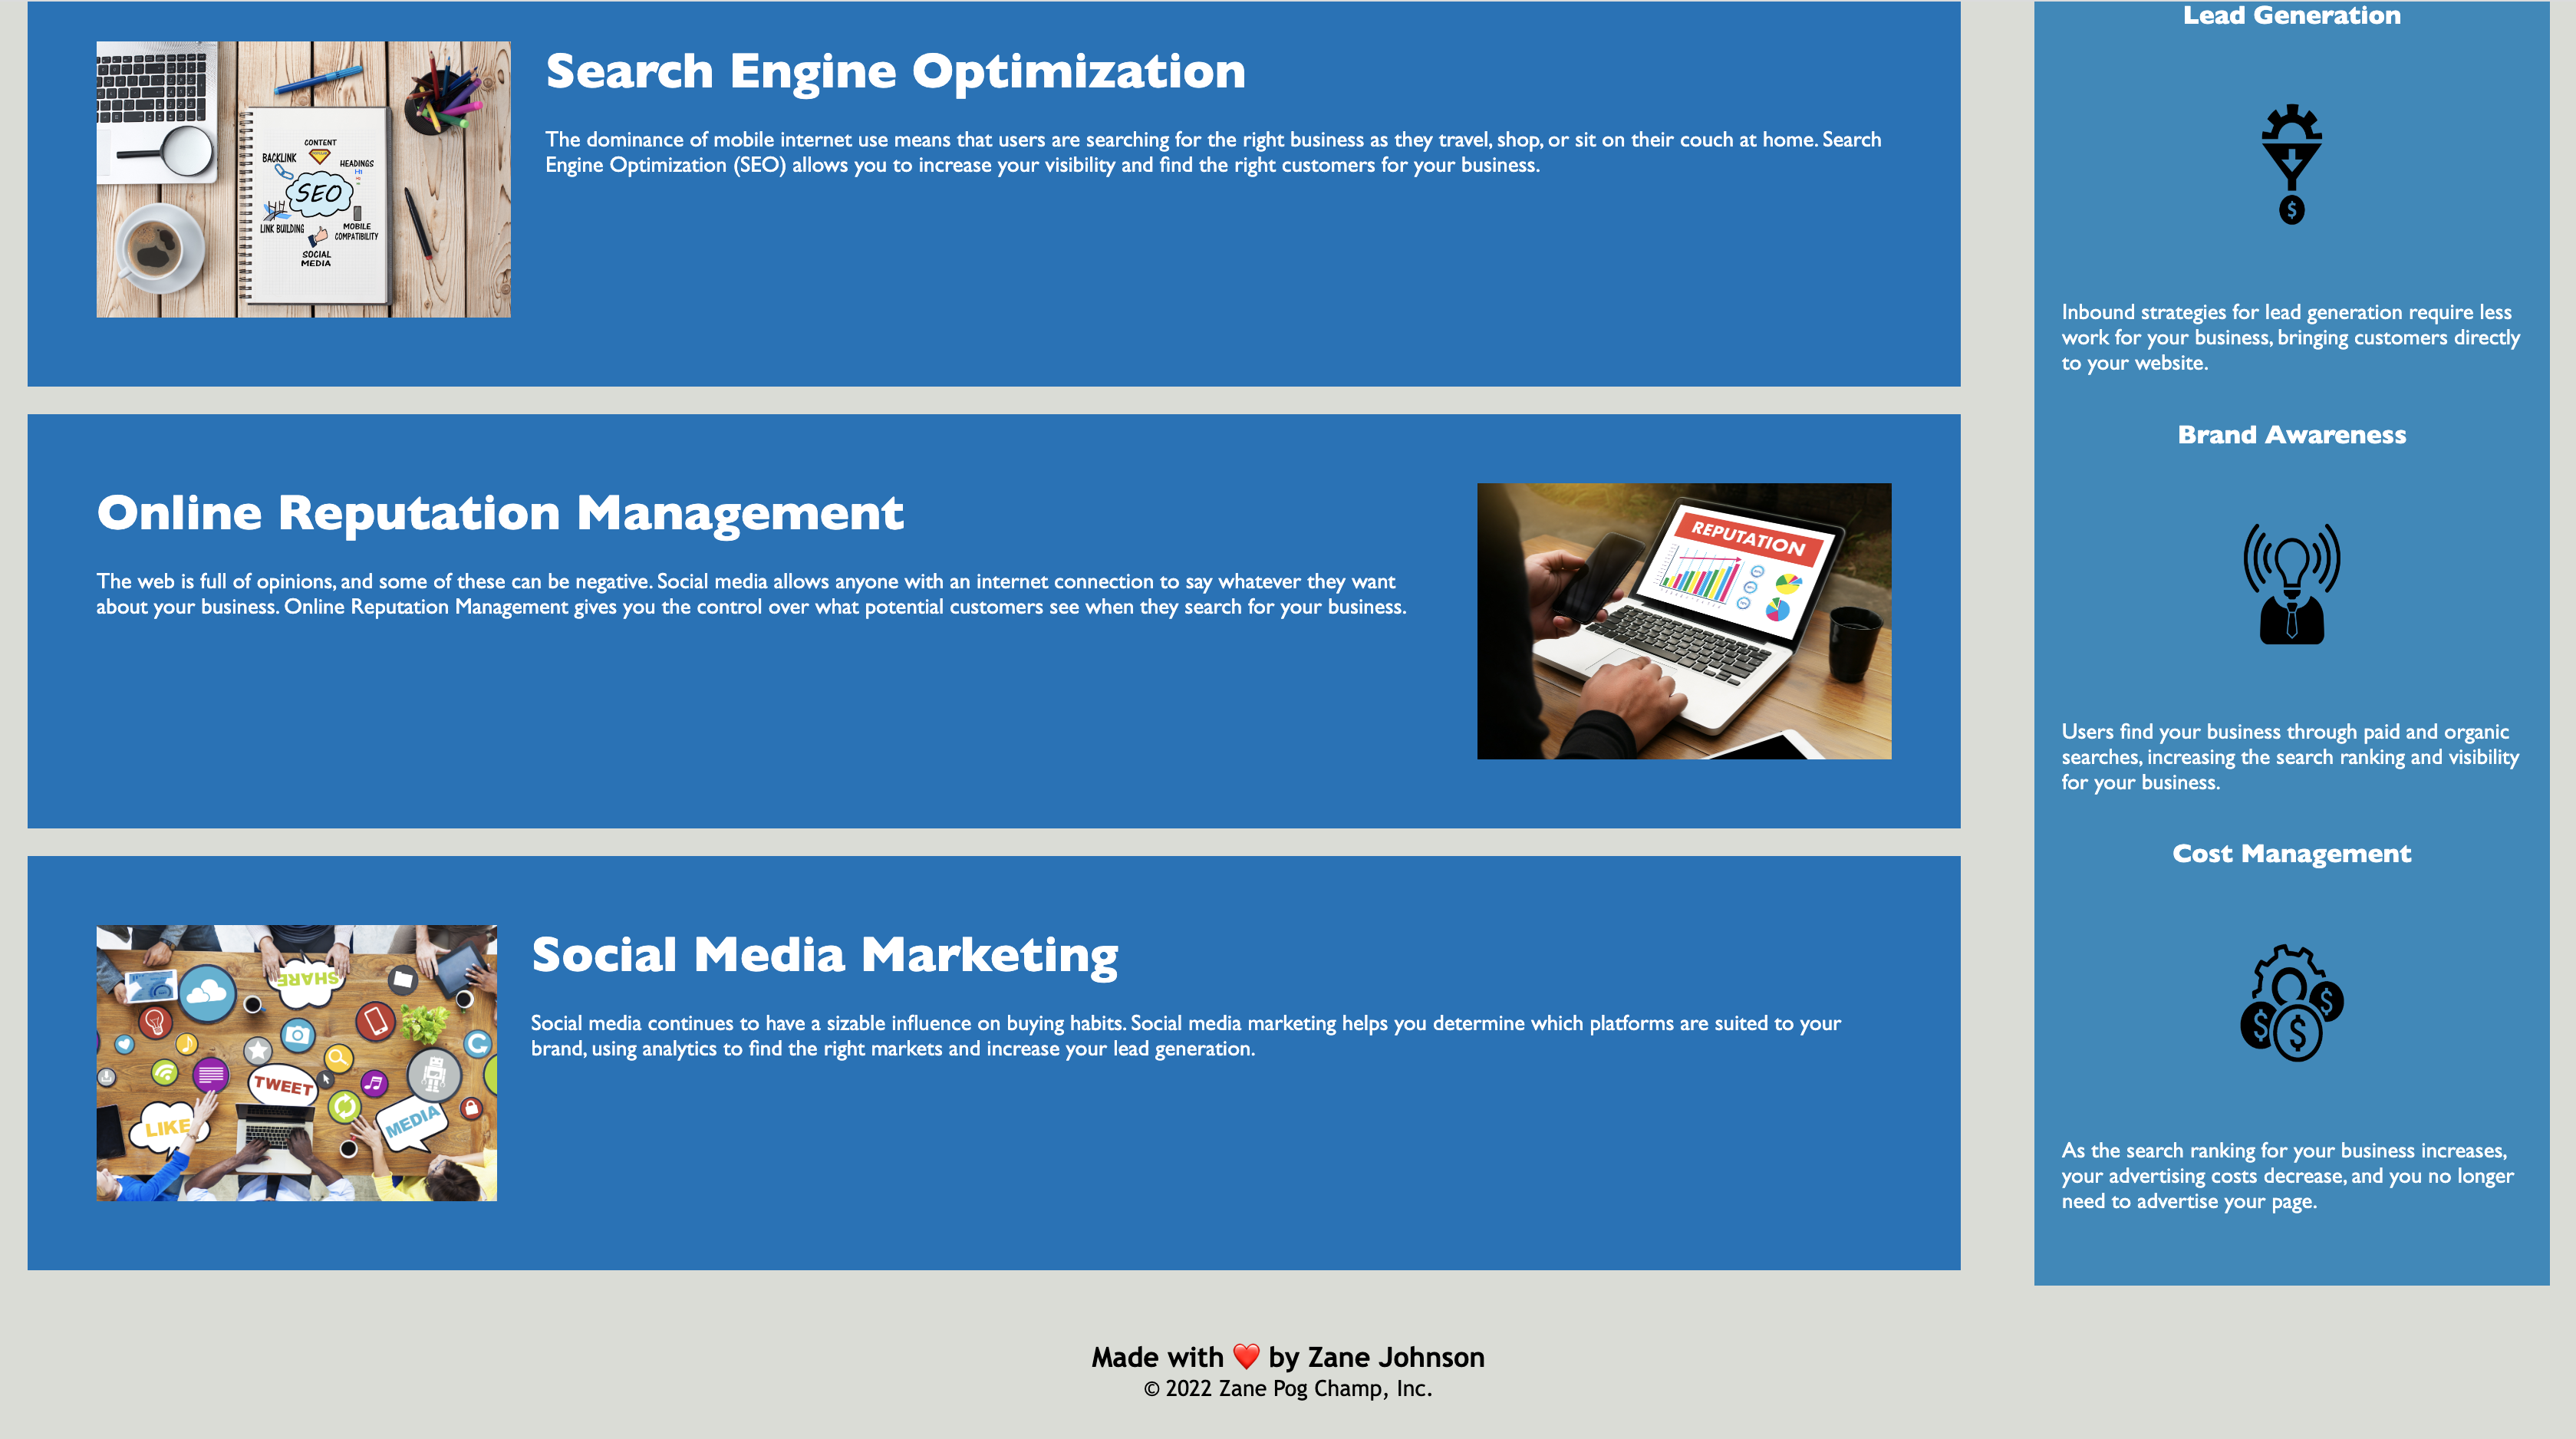 Search Engine Optimization
The dominance of mobile internet use means that users are searching for the right business as they travel, shop, or sit on their couch at home. Search
Engine Optimization (SEO) allows you to increase your visibility and find the right customers for your business.
CONTENT
BACKLINK
HEADINGS
H1
SEO
LINK BUILDING
MOBILE
COMPATIBILITY
SOCIAL
MEDIA
Online Reputation Management
The web is full of opinions, and some of these can be negative. Social media allows anyone with an internet connection to say whatever they want
about your business. Online Reputation Management gives you the control over what potential customers see when they search for your business.
REPUTATION
Social Media Marketing
Social media continues to have a sizable influence on buying habits. Social media marketing helps you determine which platforms are suited to your
brand, using analytics to find the right markets and increase your lead generation.
SHARE
TWEET
LIKE
MEDIA
Lead Generation
$
Inbound strategies for lead generation require less
work for your business, bringing customers directly
to your website.
Brand Awareness
Users find your business through paid and organic
searches, increasing the search ranking and visibility
for your business.
Cost Management
$
$
$
As the search ranking for your business increases,
your advertising costs decrease, and you no longer
need to advertise your page.
Made with ❤️ by Zane Johnson
© 2022 Zane Pog Champ, Inc.